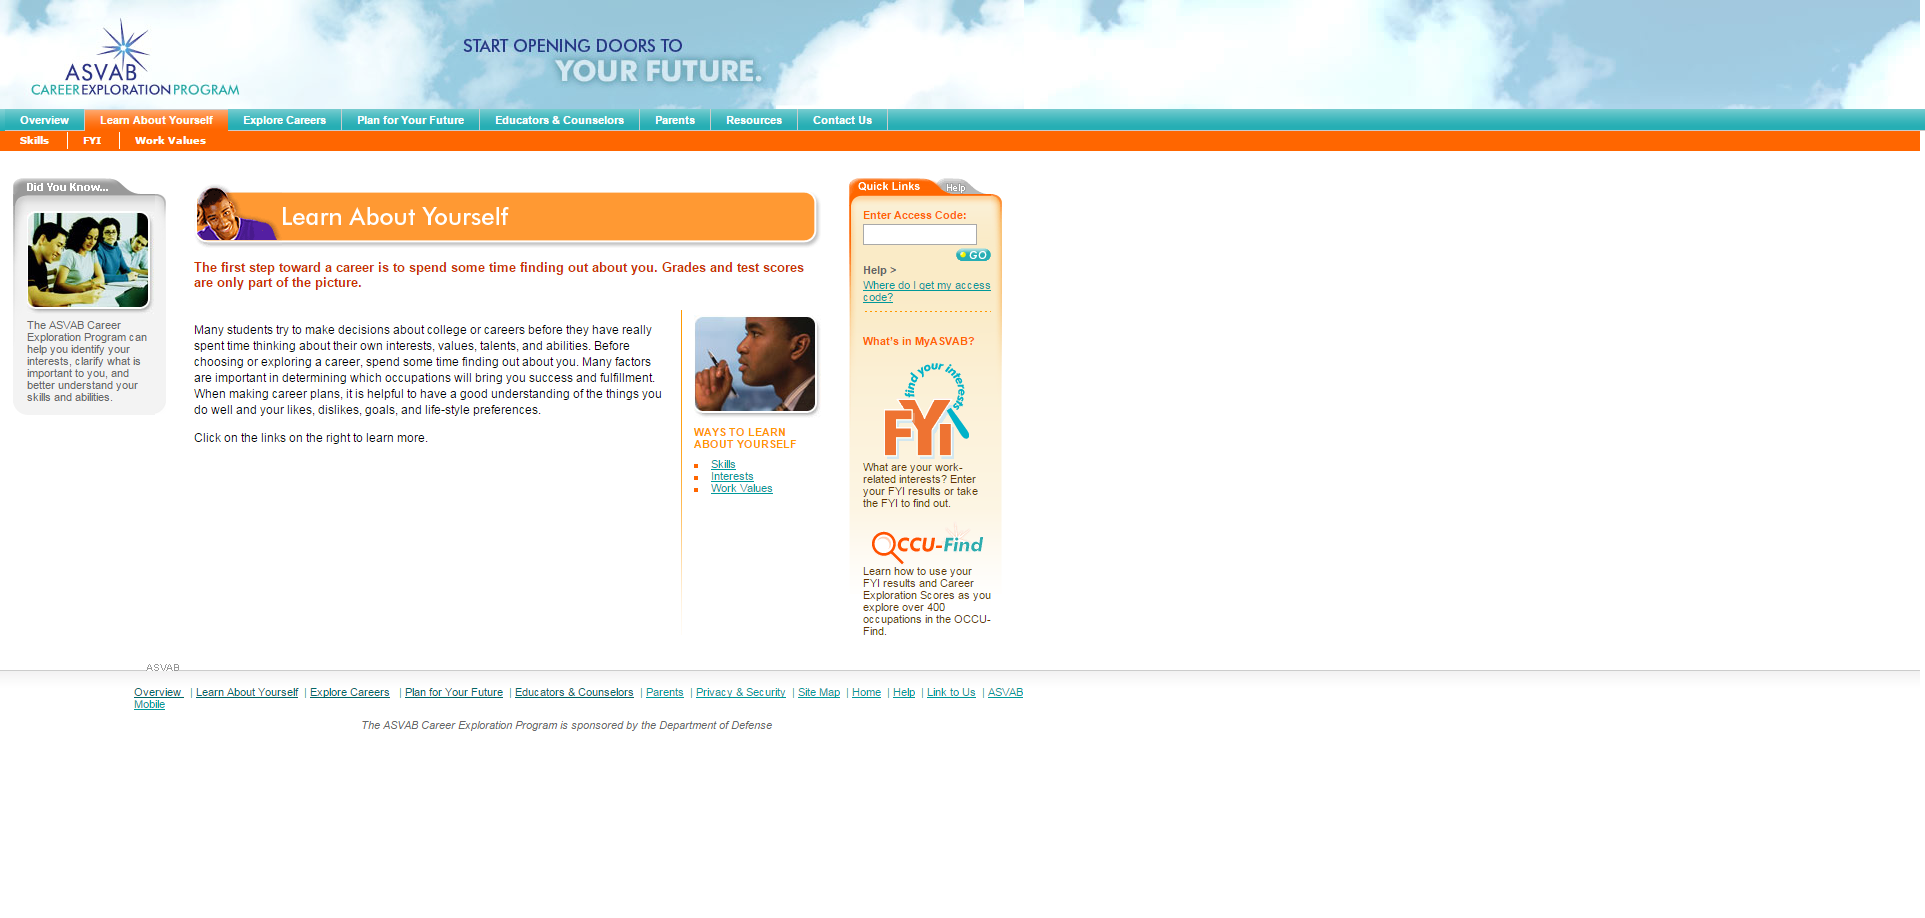 ASVAB
CAREER EXPLORATION PROGRAM
START OPENING DOORS TO
YOUR FUTURE.
Overview
Learn About Yourself
Explore Careers
Plan for Your Future
Educators & Counselors
Parents
Resources
Contact Us
Skills
FYI
Work Values
Did You Know...
The ASVAB Career
Exploration Program can
help you identify your
interests, clarify what is
important to you, and
better understand your
skills and abilities.
Learn About Yourself
The first step toward a career is to spend some time finding out about you. Grades and test scores
are only part of the picture.
Many students try to make decisions about college or careers before they have really
spent time thinking about their own interests, values, talents, and abilities. Before
choosing or exploring a career, spend some time finding out about you. Many factors
are important in determining which occupations will bring you success and fulfillment.
When making career plans, it is helpful to have a good understanding of the things you
do well and your likes, dislikes, goals, and life-style preferences.
Click on the links on the right to learn more.
WAYS TO LEARN
ABOUT YOURSELF
Skills
Interests
Work Values
Quick Links
Help
Enter Access Code:
GO
Help >
Where do I get my access
code?
What's in MyASVAB?
find your interests
FYi
What are your work-
related interests? Enter
your FYI results or take
the FYI to find out.
OCCU-Find
Learn how to use your
FYI results and Career
Exploration Scores as you
explore over 400
occupations in the OCCU-
Find.
ASVAB
Overview | Learn About Yourself | Explore Careers | Plan for Your Future | Educators & Counselors | Parents | Privacy & Security | Site Map | Home | Help | Link to Us | ASVAB
Mobile
The ASVAB Career Exploration Program is sponsored by the Department of Defense